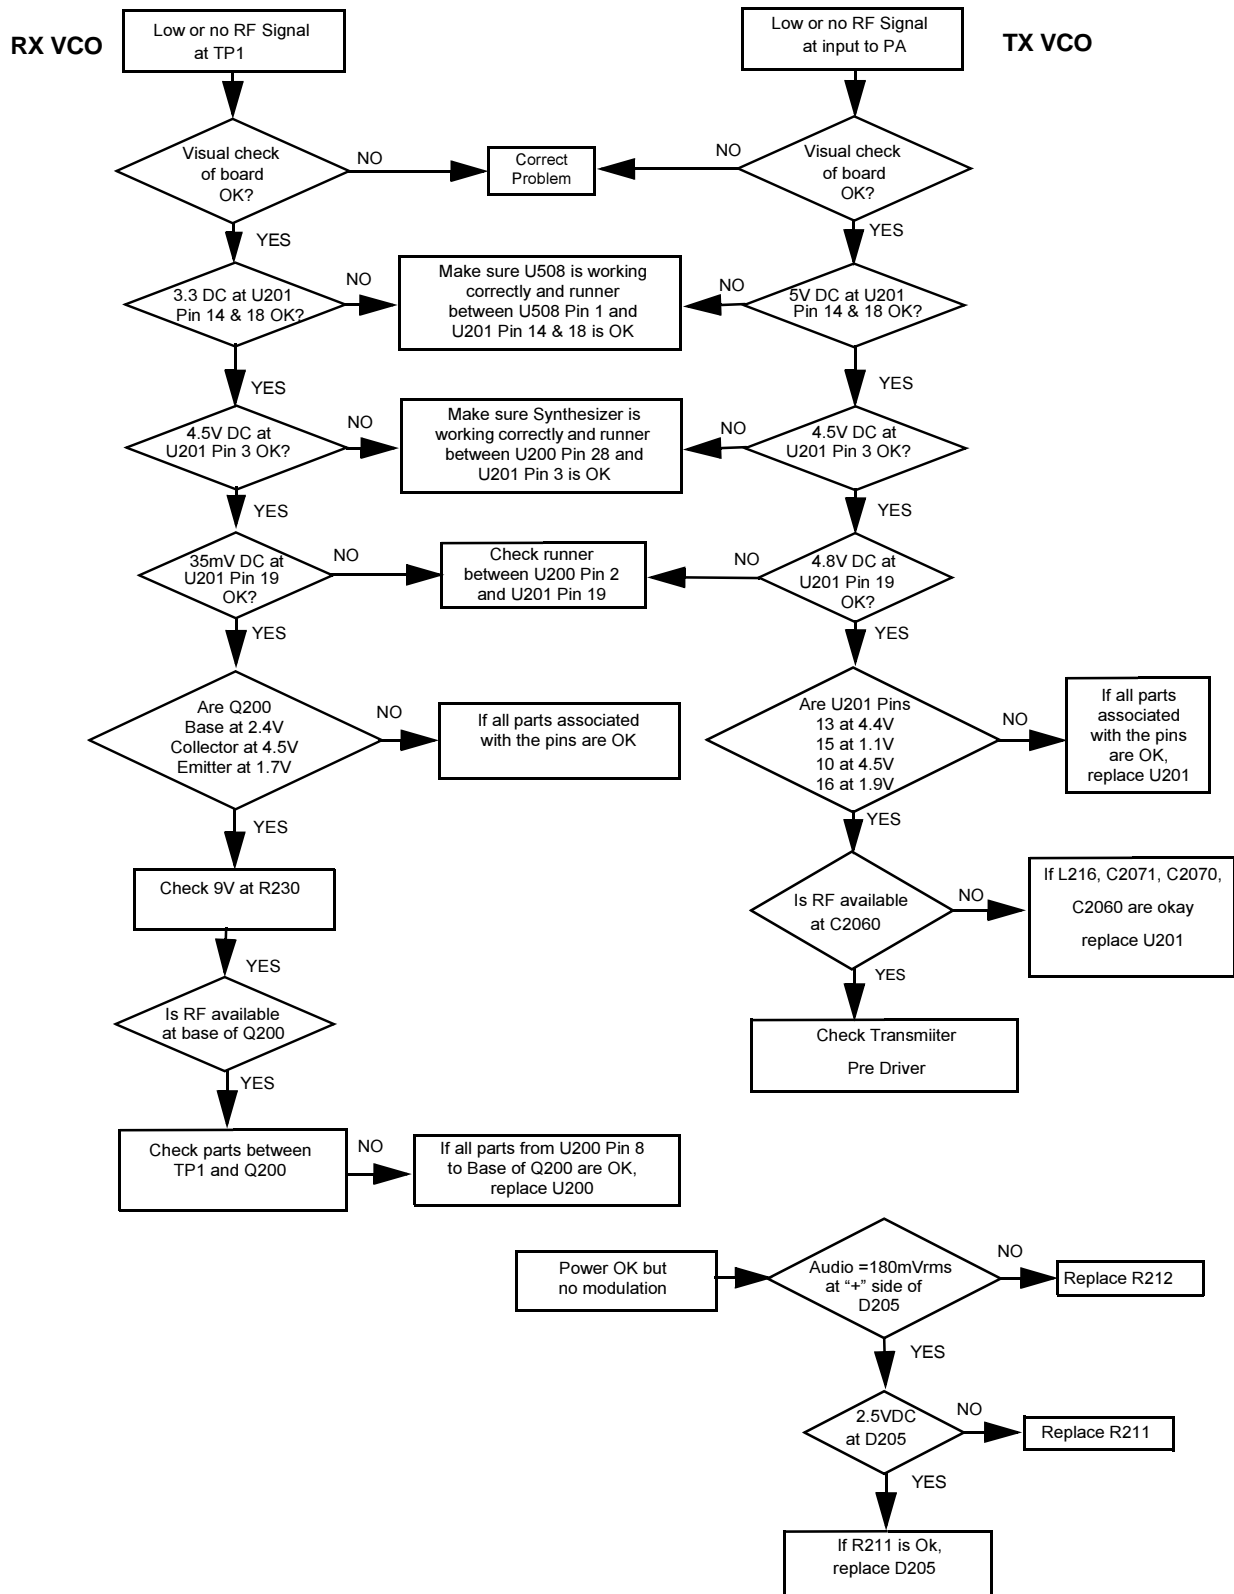 RX VCO
Low or no RF Signal
at TP1
Visual check
of board
OK?
NO
Correct
Problem
YES
3.3 DC at U201
Pin 14 & 18 OK?
NO
Make sure U508 is working
correctly and runner
between U508 Pin 1 and
U201 Pin 14 & 18 is OK
YES
4.5V DC at
U201 Pin 3 OK?
NO
Make sure Synthesizer is
working correctly and runner
between U200 Pin 28 and
U201 Pin 3 is OK
YES
35mV DC at
U201 Pin 19
OK?
NO
Check runner
between U200 Pin 2
and U201 Pin 19
YES
Are Q200
Base at 2.4V
Collector at 4.5V
Emitter at 1.7V
NO
If all parts associated
with the pins are OK
YES
Check 9V at R230
YES
Is RF available
at base of Q200
YES
Check parts between
TP1 and Q200
NO
If all parts from U200 Pin 8
to Base of Q200 are OK,
replace U200
TX VCO
Low or no RF Signal
at input to PA
NO
Visual check
of board
OK?
YES
NO
5V DC at U201
Pin 14 & 18 OK?
YES
NO
4.5V DC at
U201 Pin 3 OK?
YES
NO
4.8V DC at
U201 Pin 19
OK?
YES
Are U201 Pins
13 at 4.4V
15 at 1.1V
10 at 4.5V
16 at 1.9V
NO
If all parts
associated
with the pins
are OK,
replace U201
YES
Is RF available
at C2060
NO
If L216, C2071, C2070,
C2060 are okay
replace U201
YES
Check Transmiiter
Pre Driver
Power OK but
no modulation
Audio =180mVrms
at “+” side of
D205
NO
Replace R212
YES
2.5VDC
at D205
NO
Replace R211
YES
If R211 is Ok,
replace D205